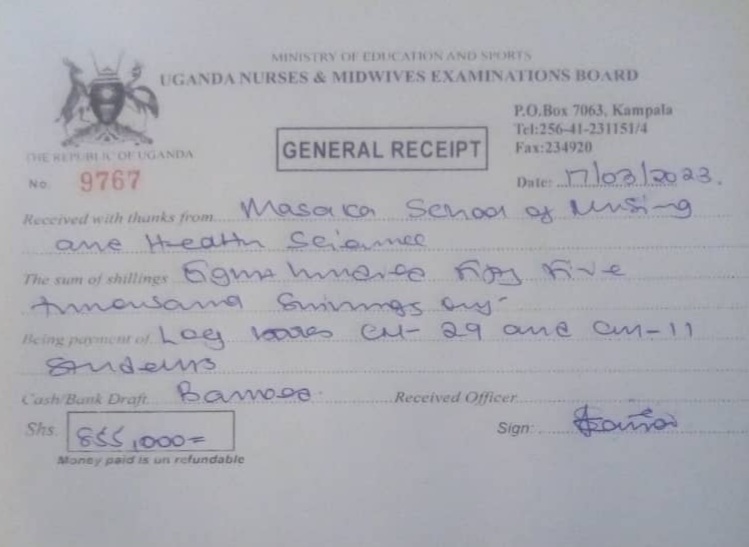 MINISTRY OF EDUCATION AND SPORTS
UGANDA NURSES & MIDWIVES EXAMINATIONS BOARD
P.O.Box 7063, Kampala
Tel:256-41-231151/4
Fax:234920
THE REPUBLIC OF UGANDA
GENERAL RECEIPT
No. 9767
Date: 17/03/2023.
Received with thanks from Masaka School of Nursing
and Health Science
The sum of shillings Eight hundred fifty five
thousand Shillings only
Being payment of Log books CN-29 and CM-11
Students
Cash/Bank Draft Banked Received Officer
Shs. 855,000= Sign:
Money paid is un refundable